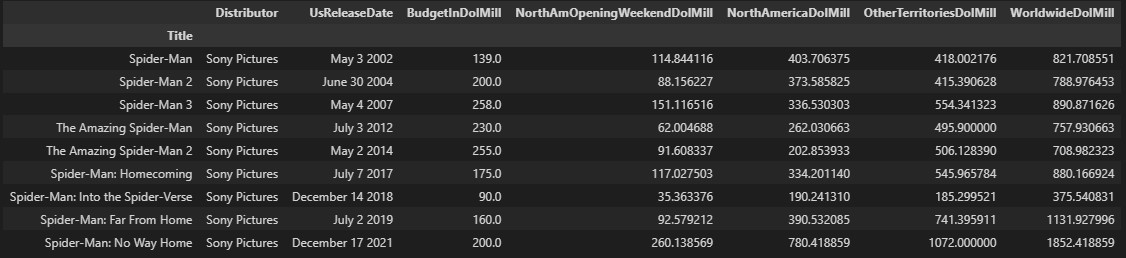 Distributor UsReleaseDate BudgetInDolMill NorthAmOpeningWeekendDolMill NorthAmericaDolMill OtherTerritoriesDolMill WorldwideDolMill
Title
Spider-Man Sony Pictures May 3 2002 139.0 114.844116 403.706375 418.002176 821.708551
Spider-Man 2 Sony Pictures June 30 2004 200.0 88.156227 373.585825 415.390628 788.976453
Spider-Man 3 Sony Pictures May 4 2007 258.0 151.116516 336.530303 554.341323 890.871626
The Amazing Spider-Man Sony Pictures July 3 2012 230.0 62.004688 262.030663 495.900000 757.930663
The Amazing Spider-Man 2 Sony Pictures May 2 2014 255.0 91.608337 202.853933 506.128390 708.982323
Spider-Man: Homecoming Sony Pictures July 7 2017 175.0 117.027503 334.201140 545.965784 880.166924
Spider-Man: Into the Spider-Verse Sony Pictures December 14 2018 90.0 35.363376 190.241310 185.299521 375.540831
Spider-Man: Far From Home Sony Pictures July 2 2019 160.0 92.579212 390.532085 741.395911 1131.927996
Spider-Man: No Way Home Sony Pictures December 17 2021 200.0 260.138569 780.418859 1072.000000 1852.418859